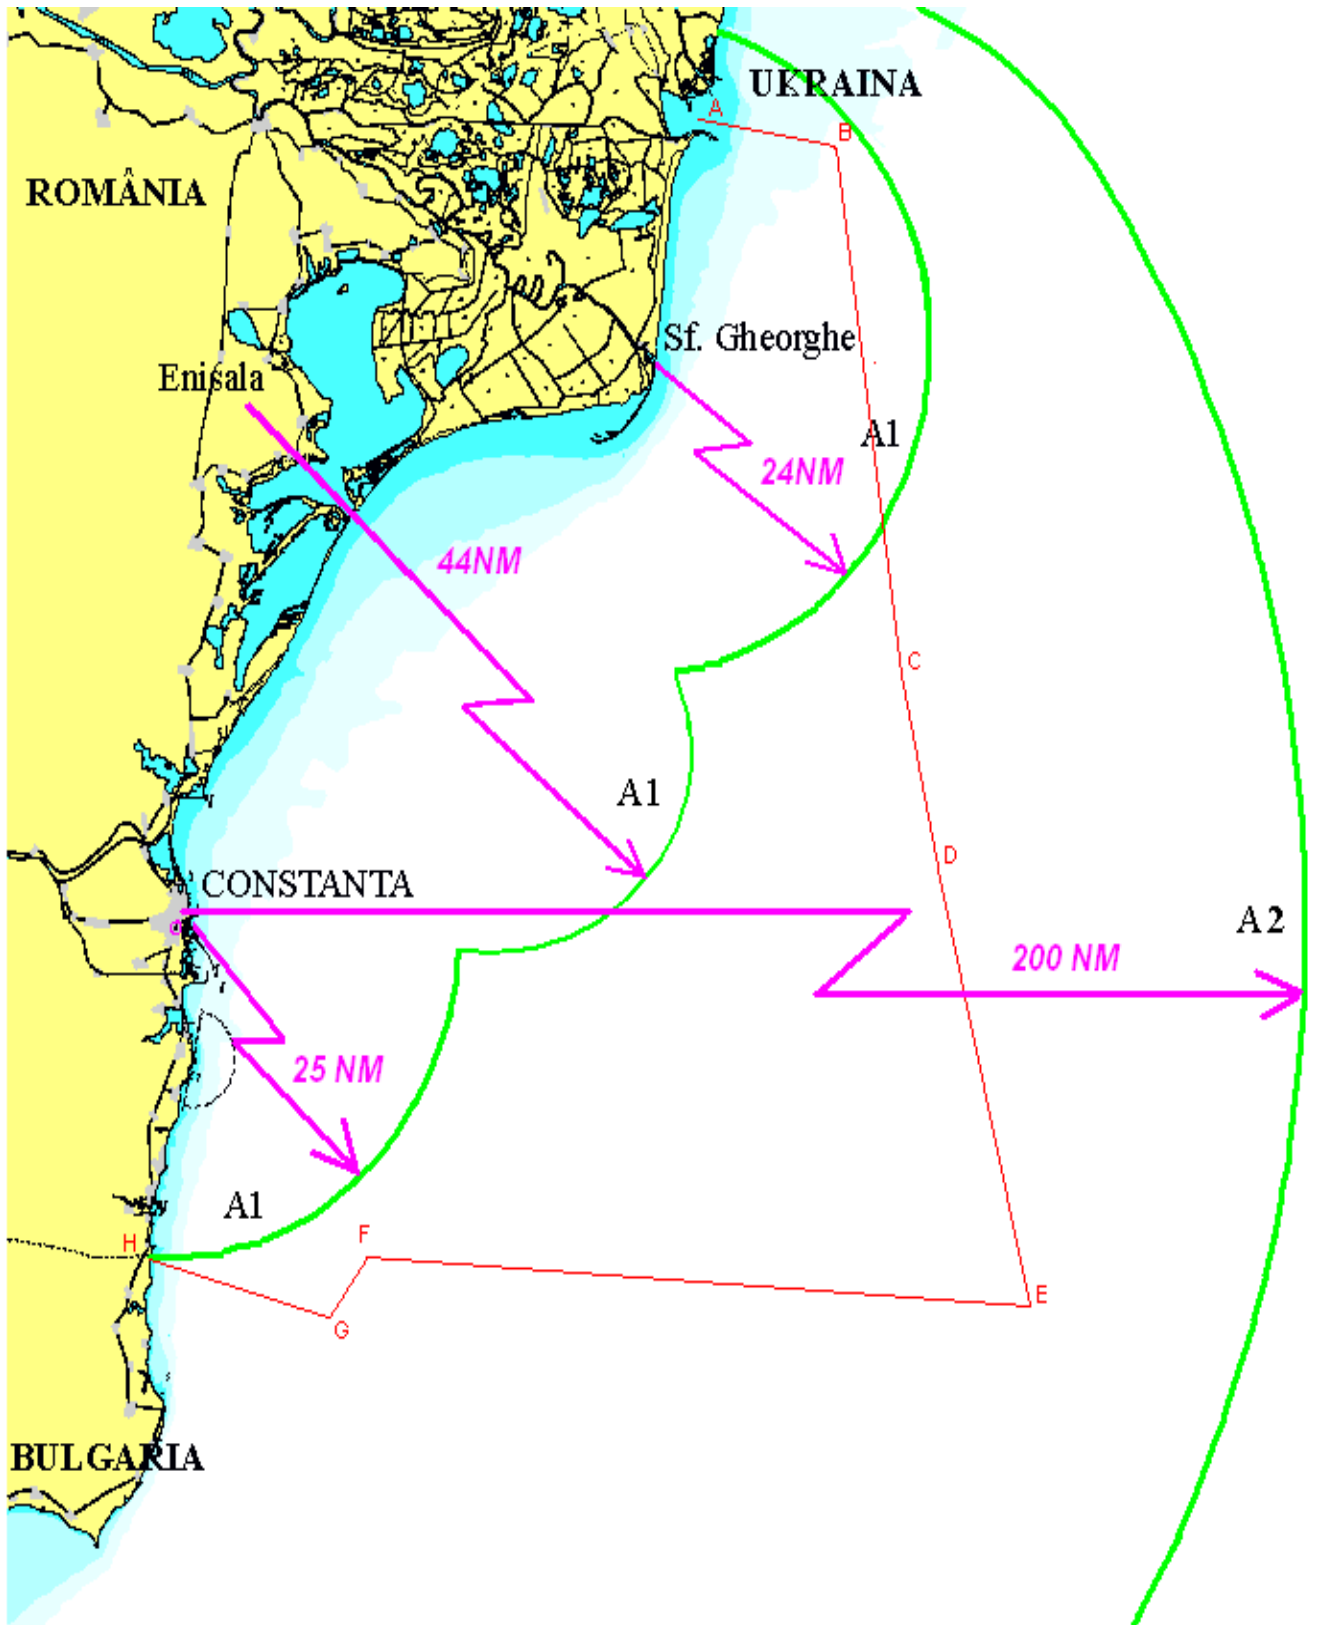 UKRAINA
A
B
ROMÂNIA
Sf. Gheorghe
Enisala
A1
24NM
44NM
C
A1
D
CONSTANTA
A2
200 NM
25 NM
A1
F
H
E
G
BULGARIA